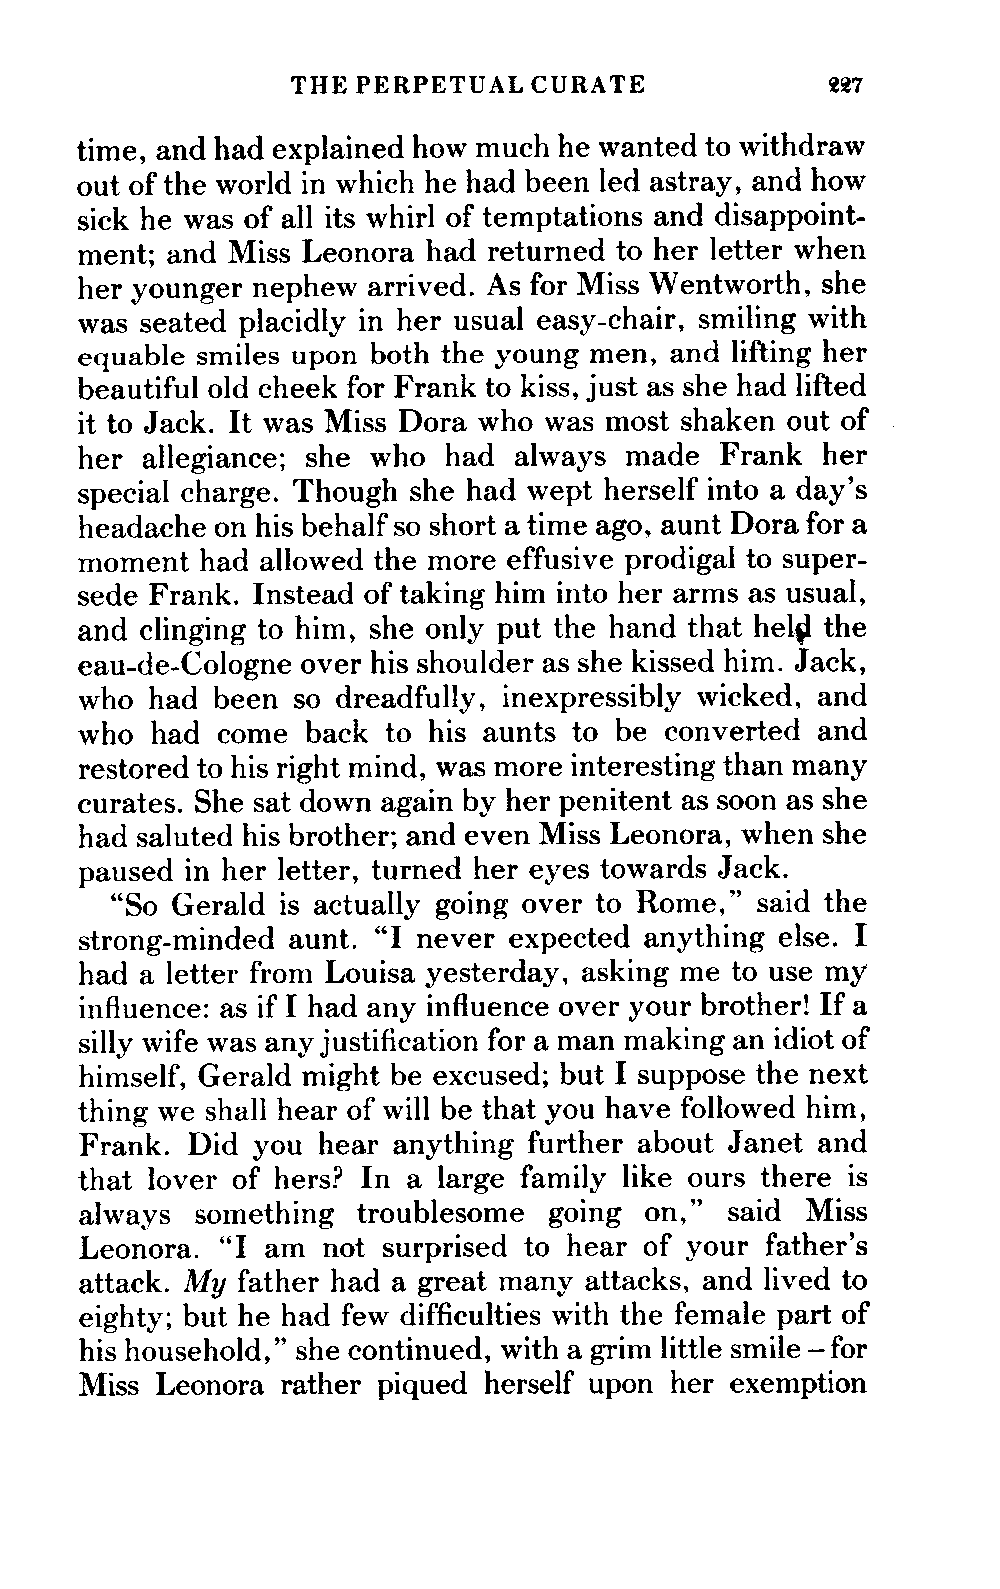 THE PERPETUAL CURATE 227
time, and had explained how much he wanted to withdraw
out of the world in which he had been led astray, and how
sick he was of all its whirl of temptations and disappoint-
ment; and Miss Leonora had returned to her letter when
her younger nephew arrived. As for Miss Wentworth, she
was seated placidly in her usual easy-chair, smiling with
equable smiles upon both the young men, and lifting her
beautiful old cheek for Frank to kiss, just as she had lifted
it to Jack. It was Miss Dora who was most shaken out of
her allegiance; she who had always made Frank her
special charge. Though she had wept herself into a day's
headache on his behalf so short a time ago, aunt Dora for a
moment had allowed the more effusive prodigal to super-
sede Frank. Instead of taking him into her arms as usual,
and clinging to him, she only put the hand that held the
eau-de-Cologne over his shoulder as she kissed him. Jack,
who had been so dreadfully, inexpressibly wicked, and
who had come back to his aunts to be converted and
restored to his right mind, was more interesting than many
curates. She sat down again by her penitent as soon as she
had saluted his brother; and even Miss Leonora, when she
paused in her letter, turned her eyes towards Jack.
“So Gerald is actually going over to Rome,” said the
strong-minded aunt. “I never expected anything else. I
had a letter from Louisa yesterday, asking me to use my
influence: as if I had any influence over your brother! If a
silly wife was any justification for a man making an idiot of
himself, Gerald might be excused; but I suppose the next
thing we shall hear of will be that you have followed him,
Frank. Did you hear anything further about Janet and
that lover of hers? In a large family like ours there is
always something troublesome going on,” said Miss
Leonora. “I am not surprised to hear of your father's
attack. My father had a great many attacks, and lived to
eighty; but he had few difficulties with the female part of
his household,” she continued, with a grim little smile – for
Miss Leonora rather piqued herself upon her exemption